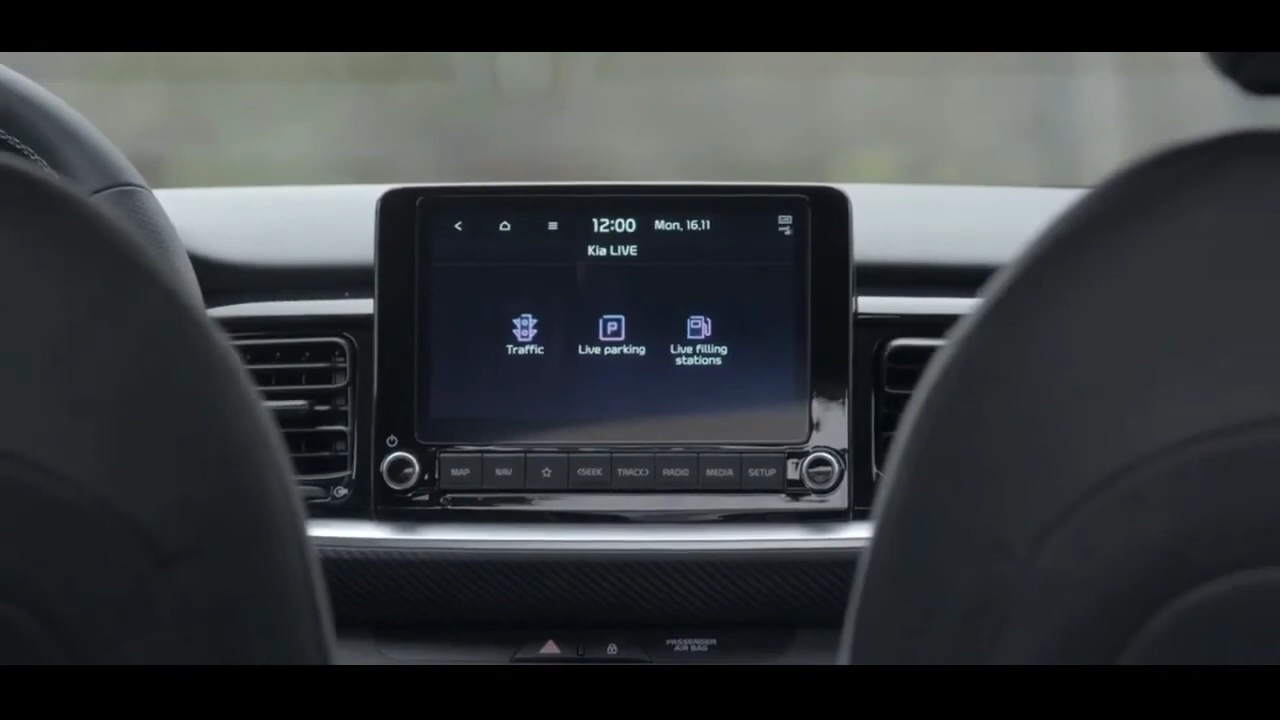 12:00 Mon, 16,11
Kia LIVE
Traffic
P
Live parking
Live filling
stations
MAP NAV <SEEK TRACK> RADIO MEDIA SETUP
PASSENGER
AIR BAG